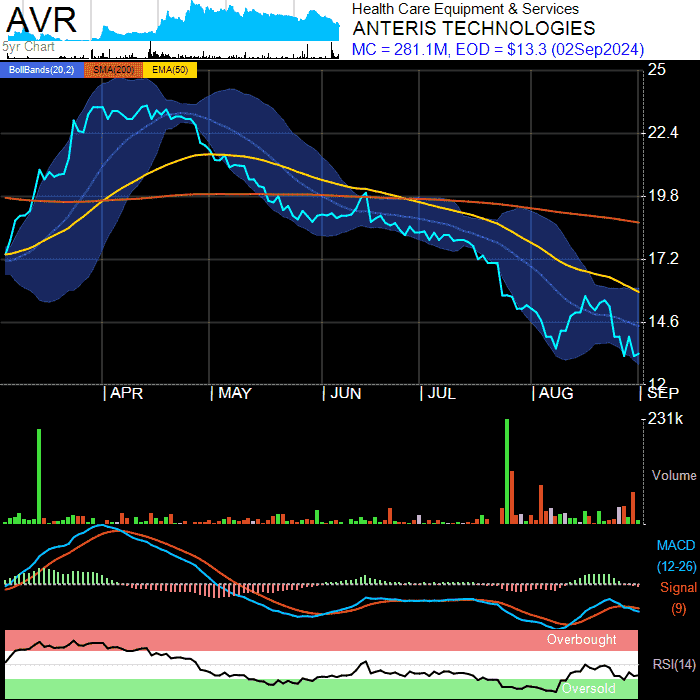 AVR
5yr Chart
Health Care Equipment & Services
ANTERIS TECHNOLOGIES
MC = 281.1M, EOD = $13.3 (02Sep2024)
BollBands(20,2) SMA(200) EMA(50)
25
22.4
19.8
17.2
14.6
12
APR MAY JUN JUL AUG SEP
231k
Volume
MACD
(12-26)
Signal
(9)
Overbought
RSI(14)
Oversold